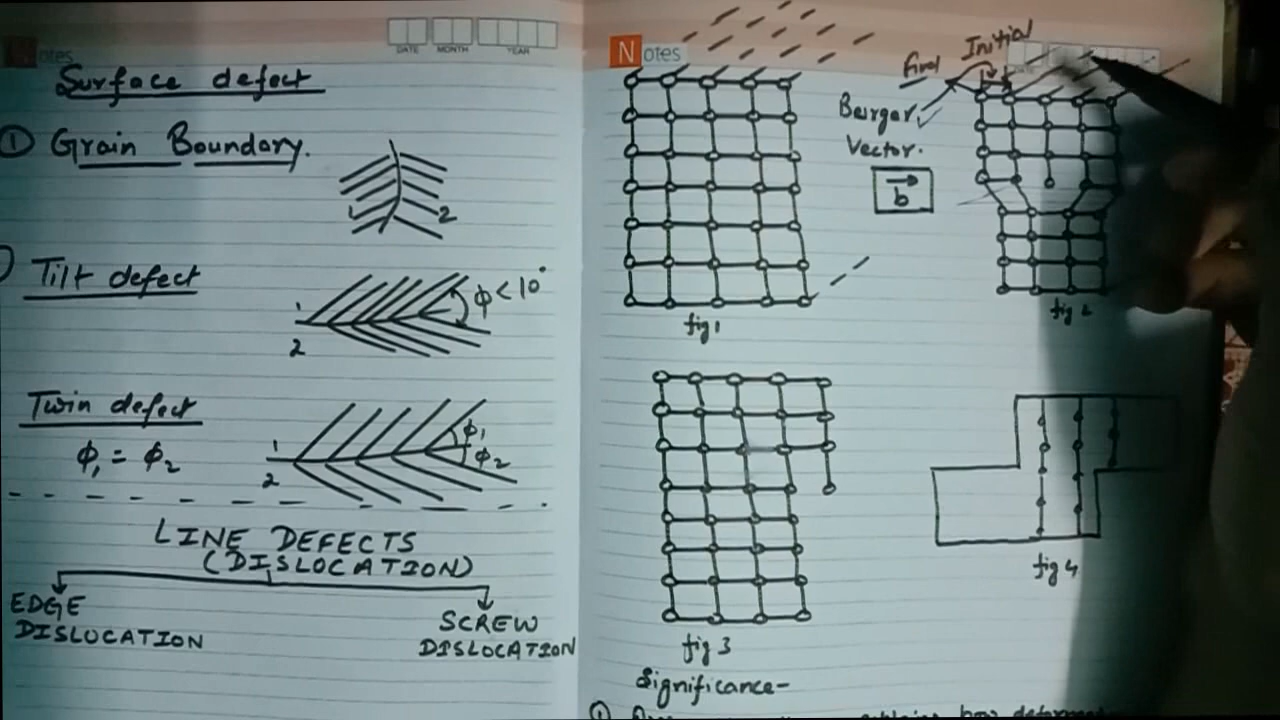 Notes
DATE MONTH YEAR
Surface defect
① Grain Boundary.
1 2
Tilt defect
1
2
φ < 10°
Twin defect
φ₁ = φ₂
1
2
φ₁
φ₂
LINE DEFECTS
(DISLOCATION)
EDGE
DISLOCATION
SCREW
DISLOCATION
Notes
Final
Initial
Burgar
Vector.
b
fig 1
fig 2
fig 3
fig 4
Significance-